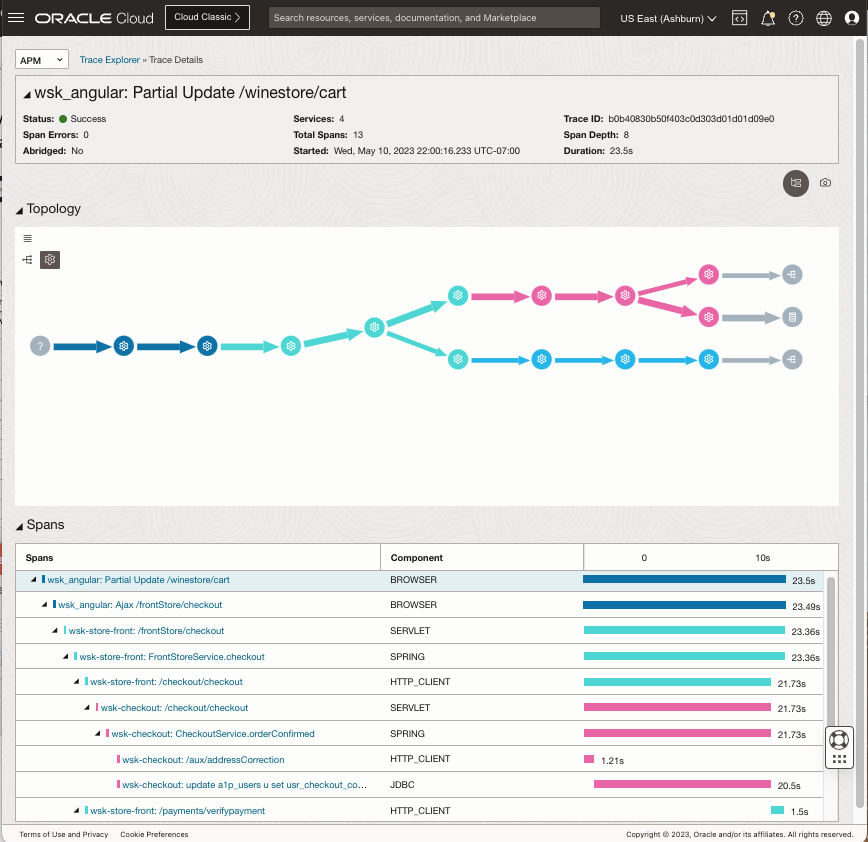 ORACLE Cloud
Cloud Classic
Search resources, services, documentation, and Marketplace
US East (Ashburn)
APM
Trace Explorer » Trace Details
wsk_angular: Partial Update /winestore/cart
Status: Success Services: 4 Trace ID: b0b40830b50f403c0d303d01d01d09e0
Span Errors: 0 Total Spans: 13 Span Depth: 8
Abridged: No Started: Wed, May 10, 2023 22:00:16.233 UTC-07:00 Duration: 23.5s
Topology
?
Spans
Spans Component 0 10s
wsk_angular: Partial Update /winestore/cart BROWSER 23.5s
wsk_angular: Ajax /frontStore/checkout BROWSER 23.49s
wsk-store-front: /frontStore/checkout SERVLET 23.36s
wsk-store-front: FrontStoreService.checkout SPRING 23.36s
wsk-store-front: /checkout/checkout HTTP_CLIENT 21.73s
wsk-checkout: /checkout/checkout SERVLET 21.73s
wsk-checkout: CheckoutService.orderConfirmed SPRING 21.73s
wsk-checkout: /aux/addressCorrection HTTP_CLIENT 1.21s
wsk-checkout: update a1p_users u set usr_checkout_co... JDBC 20.5s
wsk-store-front: /payments/verifypayment HTTP_CLIENT 1.5s
Terms of Use and Privacy Cookie Preferences Copyright © 2023, Oracle and/or its affiliates. All rights reserved.